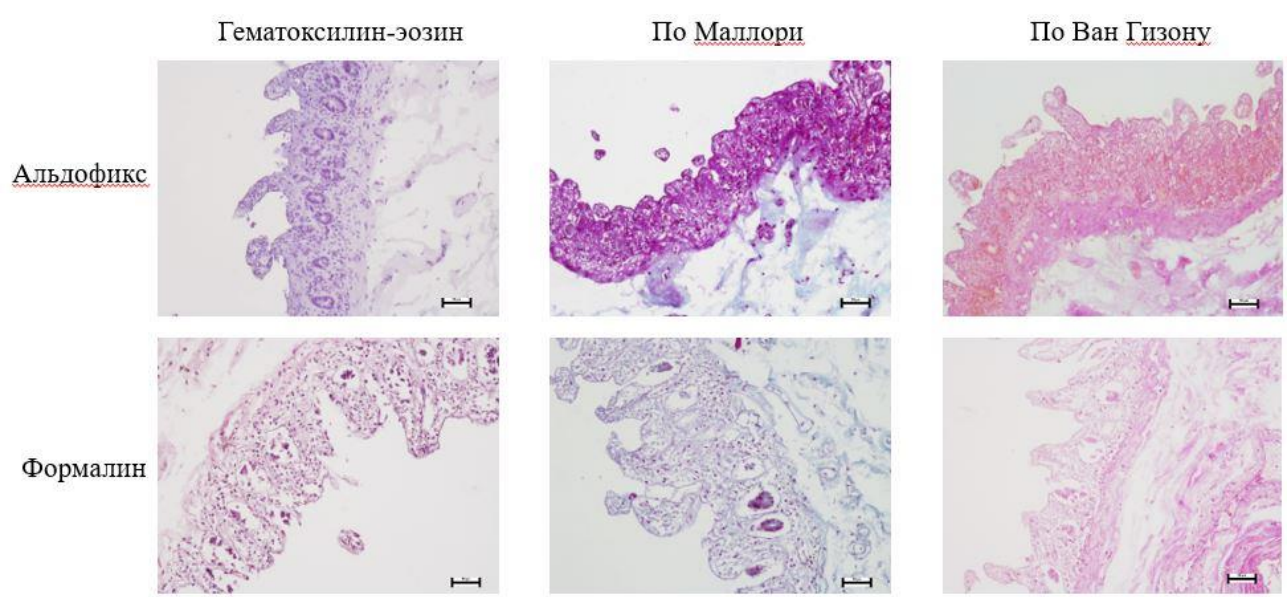 Гематоксилин-эозин
По Маллори
По Ван Гизону
Альдофикс
Формалин